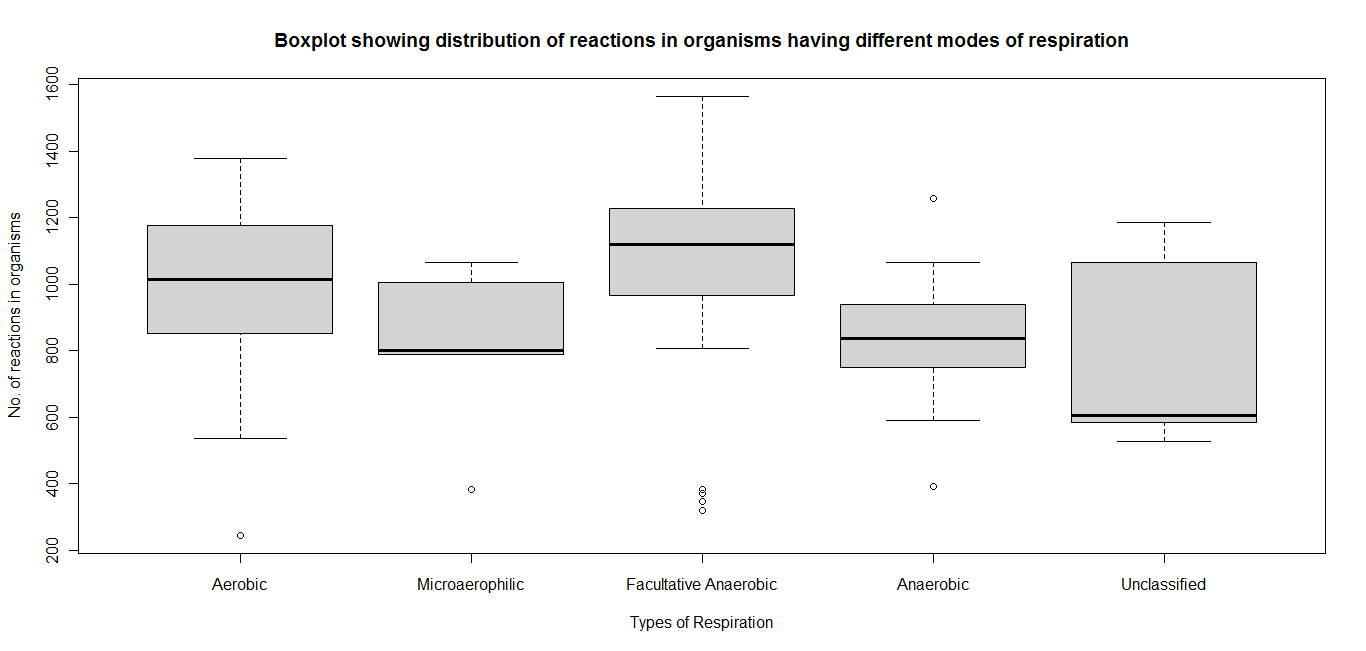 Boxplot showing distribution of reactions in organisms having different modes of respiration
No. of reactions in organisms
1600
1400
1200
1000
800
600
400
200
Aerobic
Microaerophilic
Facultative Anaerobic
Anaerobic
Unclassified
Types of Respiration